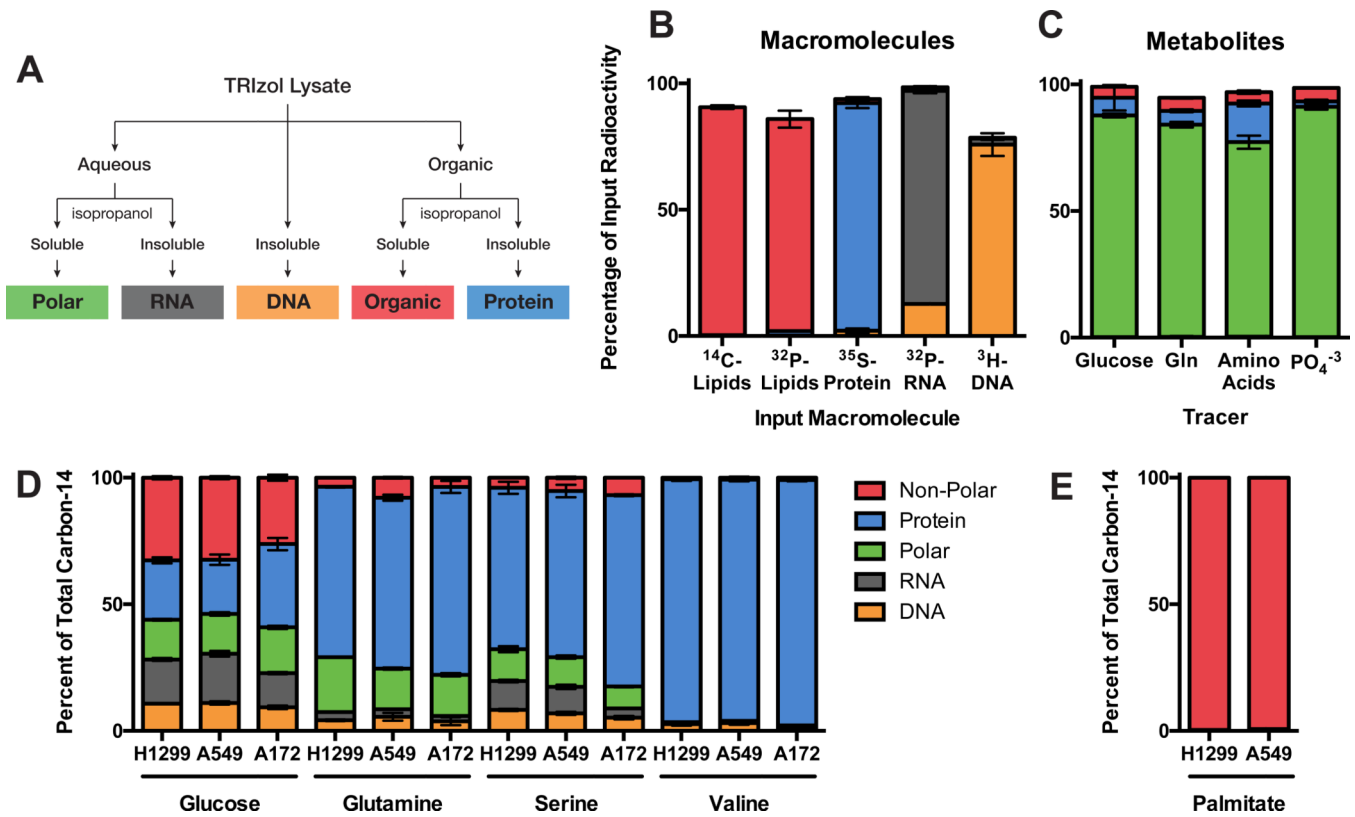 A
TRIzol Lysate
Aqueous
Organic
isopropanol
isopropanol
Soluble
Insoluble
Insoluble
Soluble
Insoluble
Polar
RNA
DNA
Organic
Protein
B
Macromolecules
Percentage of Input Radioactivity
100
50
0
14C-
Lipids
32P-
Lipids
35S-
Protein
32P-
RNA
3H-
DNA
Input Macromolecule
C
Metabolites
100
50
0
Glucose
Gln
Amino
Acids
PO4-3
Tracer
D
Percent of Total Carbon-14
100
50
0
H1299 A549 A172 H1299 A549 A172 H1299 A549 A172 H1299 A549 A172
Glucose Glutamine Serine Valine
Non-Polar
Protein
Polar
RNA
DNA
E
Percent of Total Carbon-14
100
50
0
H1299 A549
Palmitate